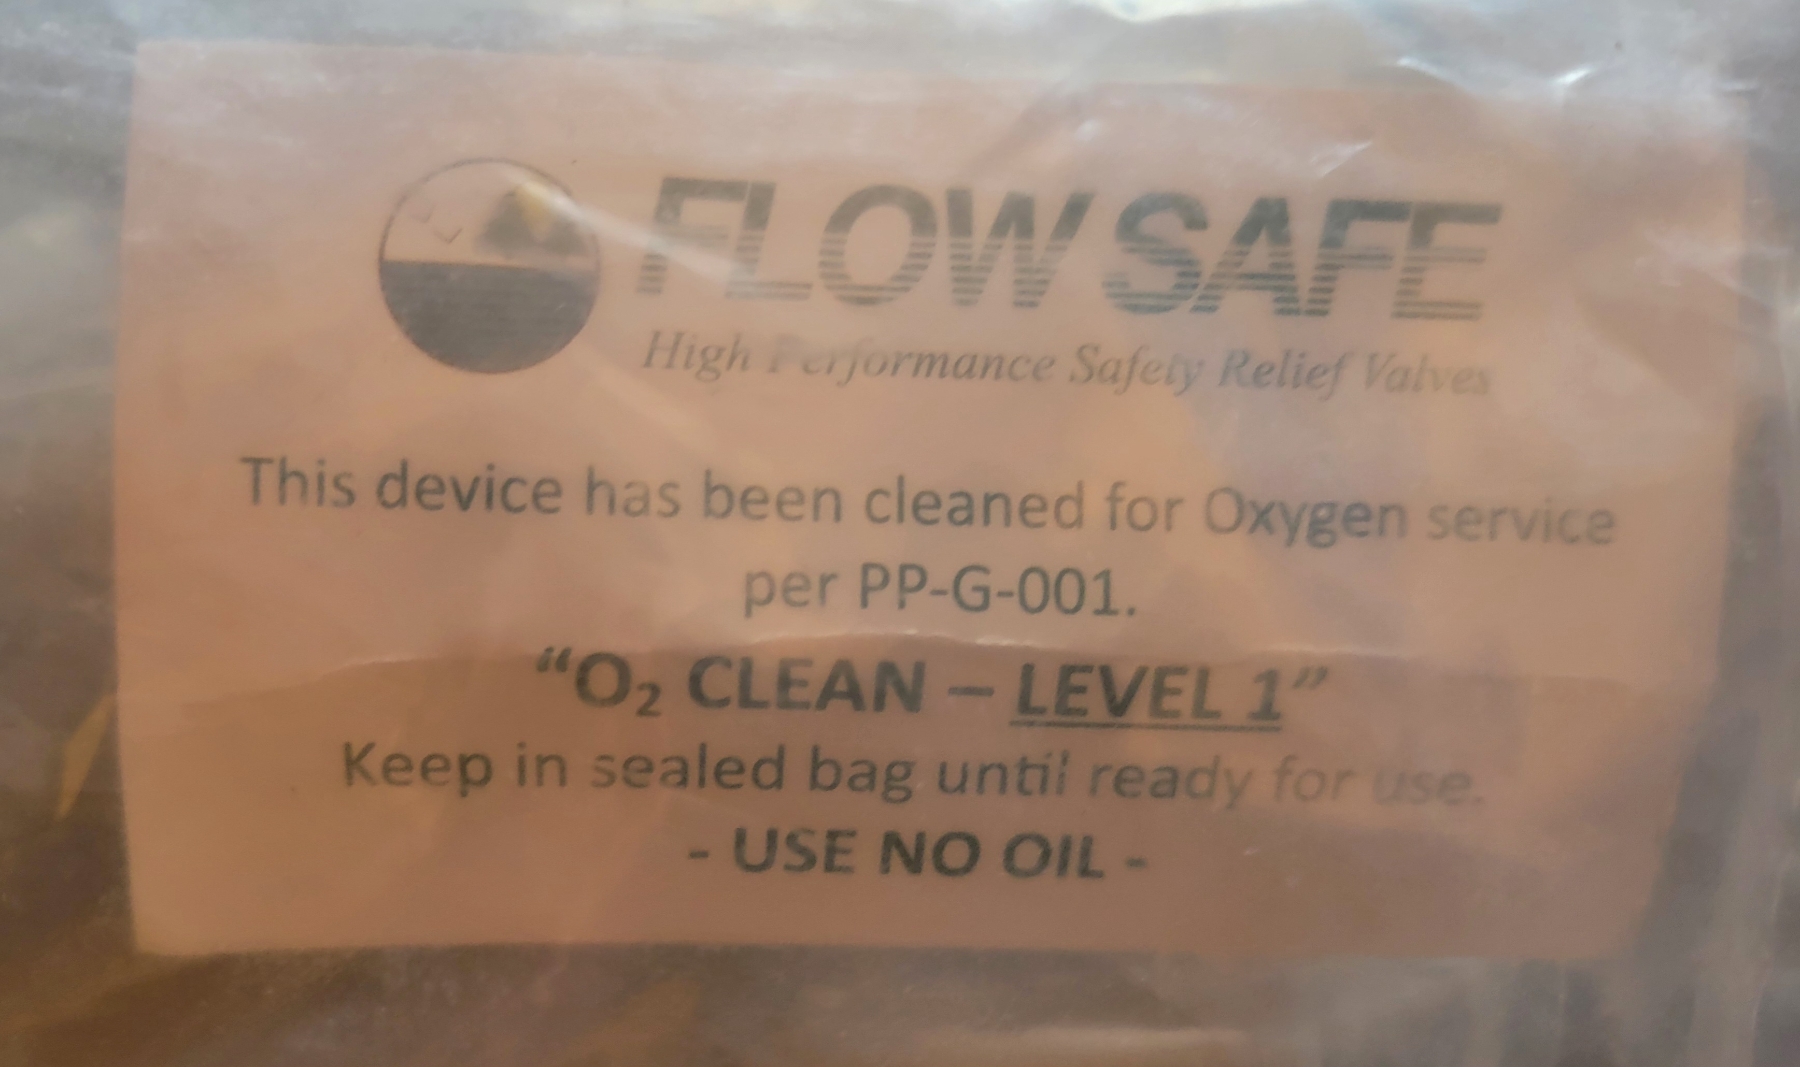 FLOW SAFE
High Performance Safety Relief Valves
This device has been cleaned for Oxygen service
per PP-G-001.
“O₂ CLEAN – LEVEL 1”
Keep in sealed bag until ready for use.
- USE NO OIL -